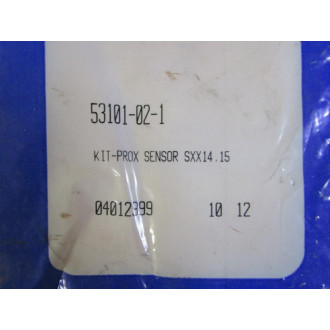 53101-02-1
KIT-PROX SENSOR SXX14.15
04012399 10 12